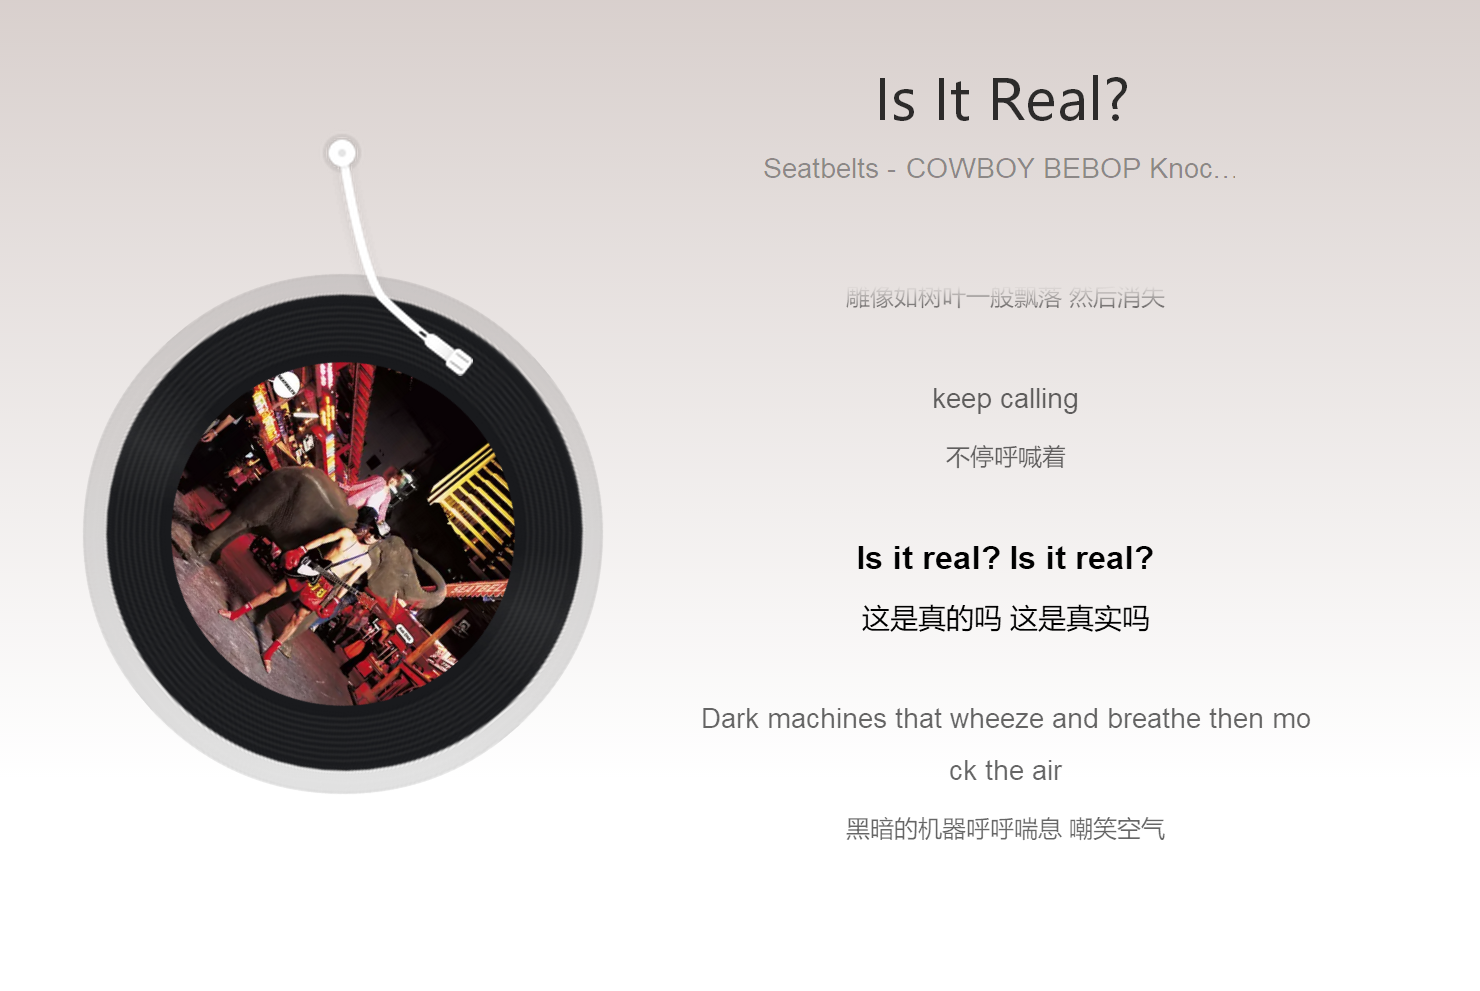 Is It Real?
Seatbelts - COWBOY BEBOP Knoc...
雕像如树叶一般飘落 然后消失
keep calling
不停呼喊着
Is it real? Is it real?
这是真的吗 这是真实吗
Dark machines that wheeze and breathe then mo
ck the air
黑暗的机器呼呼喘息 嘲笑空气